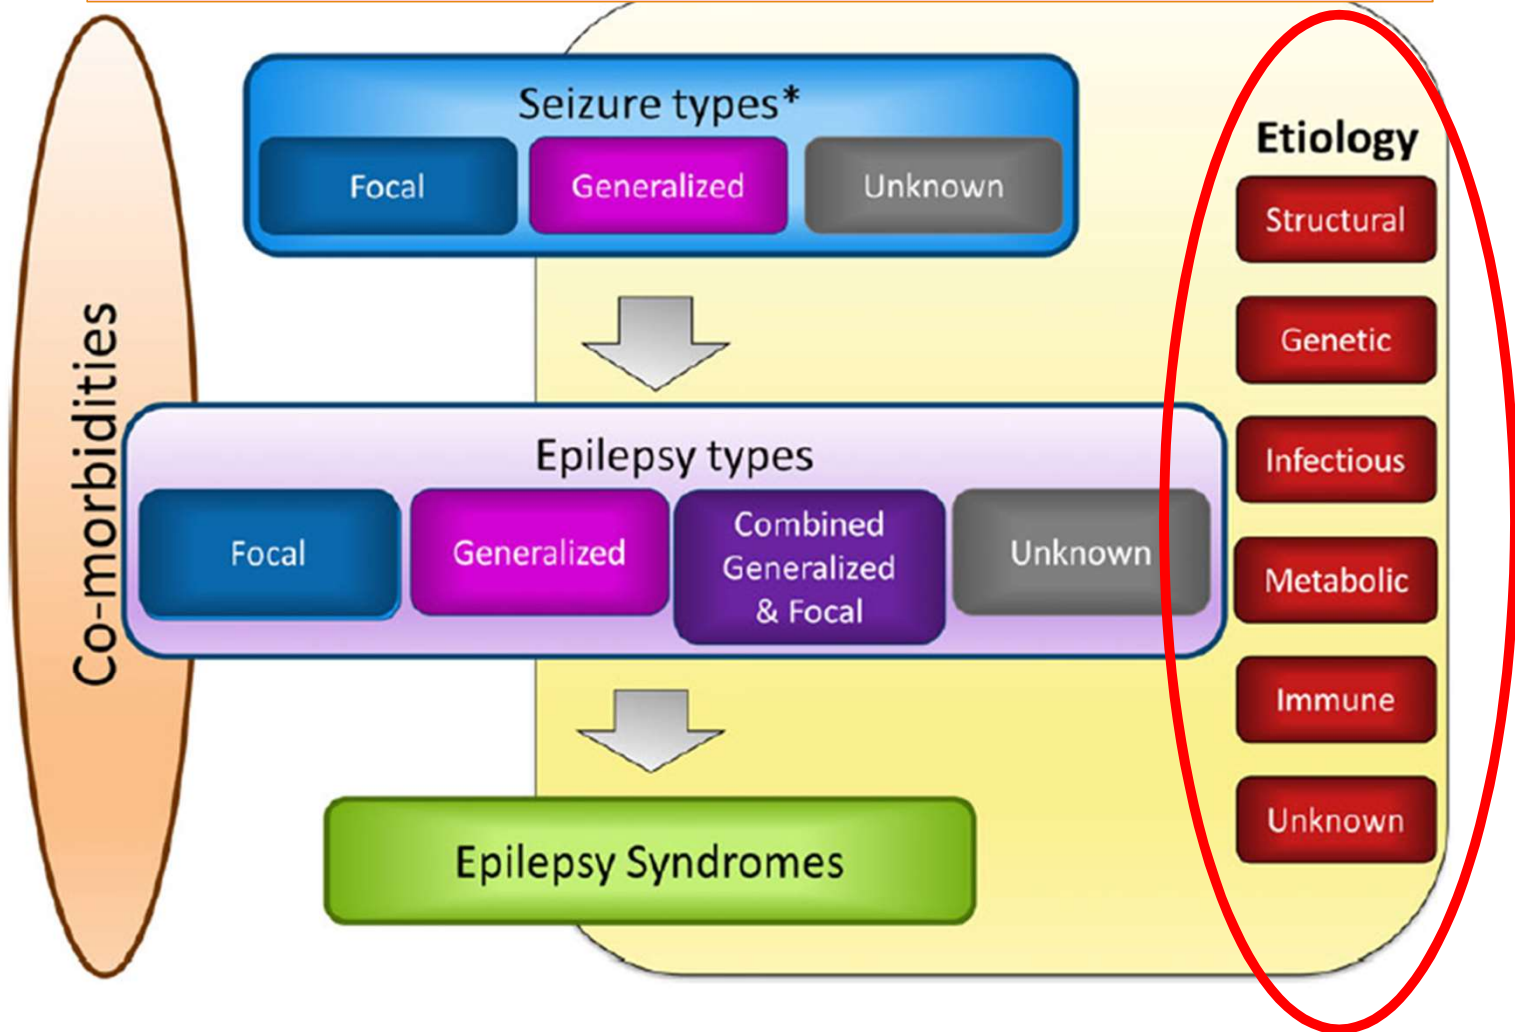 Seizure types*
Focal
Generalized
Unknown
Co-morbidities
Epilepsy types
Focal
Generalized
Combined
Generalized
& Focal
Unknown
Epilepsy Syndromes
Etiology
Structural
Genetic
Infectious
Metabolic
Immune
Unknown